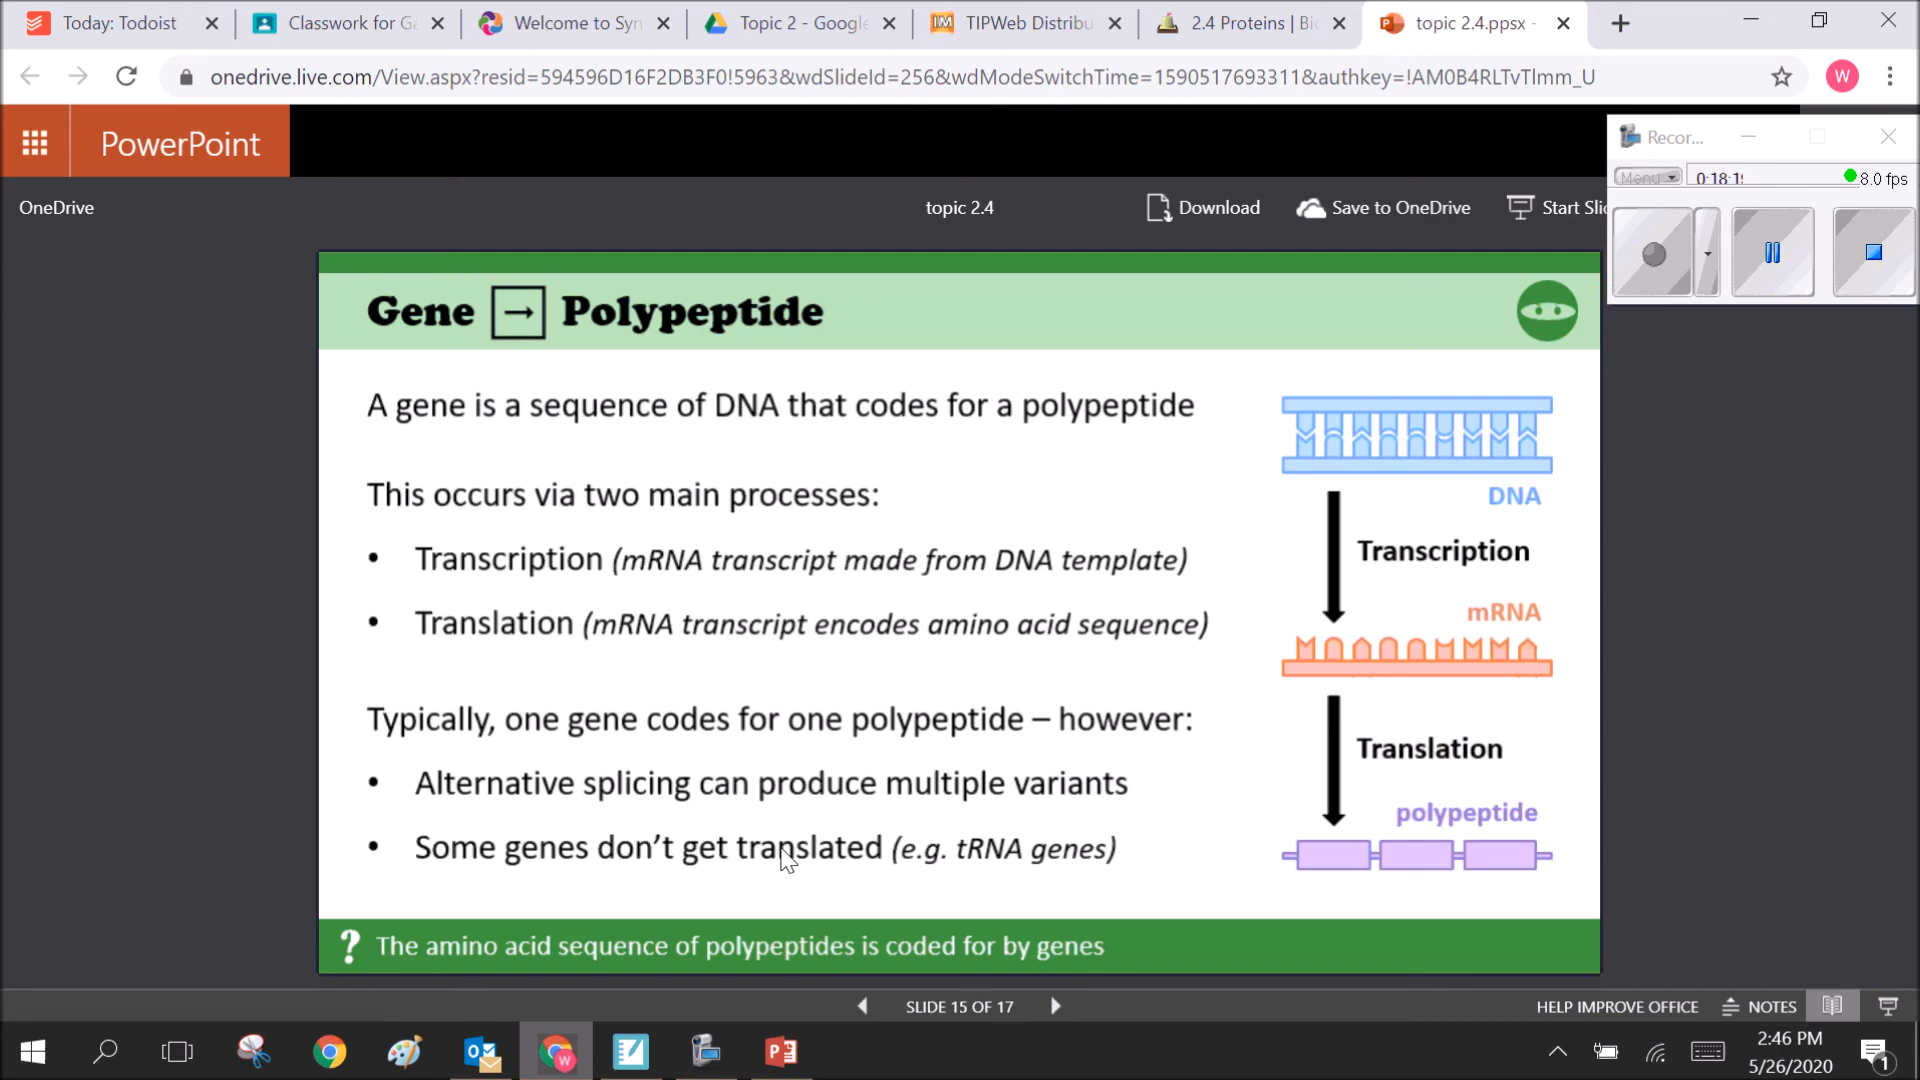 Today: Todoist
Classwork for Ga
Welcome to Syn
Topic 2 - Google
TIPWeb Distribu
2.4 Proteins | Bio
topic 2.4.ppsx -
onedrive.live.com/View.aspx?resid=594596D16F2DB3F0!5963&wdSlideId=256&wdModeSwitchTime=1590517693311&authkey=!AM0B4RLTvTlmm_U
W
PowerPoint
Recor...
Menu
8.0 fps
OneDrive
topic 2.4
Download
Save to OneDrive
Start Slid
Gene → Polypeptide
A gene is a sequence of DNA that codes for a polypeptide
This occurs via two main processes:
• Transcription (mRNA transcript made from DNA template)
• Translation (mRNA transcript encodes amino acid sequence)
Typically, one gene codes for one polypeptide – however:
• Alternative splicing can produce multiple variants
• Some genes don't get translated (e.g. tRNA genes)
DNA
Transcription
mRNA
Translation
polypeptide
? The amino acid sequence of polypeptides is coded for by genes
SLIDE 15 OF 17
HELP IMPROVE OFFICE
NOTES
2:46 PM
5/26/2020
1